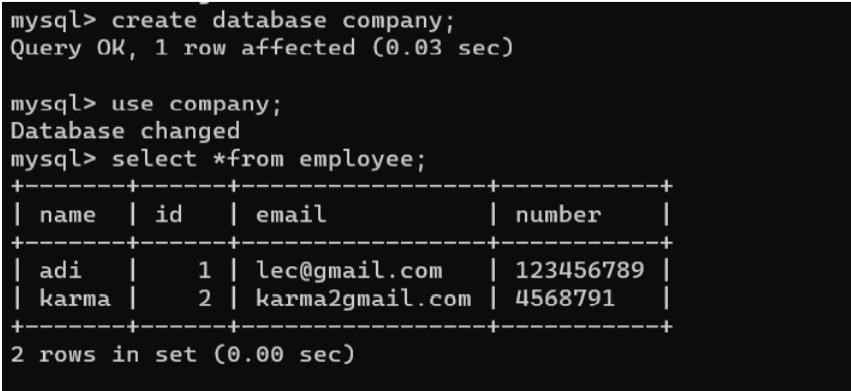 mysql> create database company;
Query OK, 1 row affected (0.03 sec)
mysql> use company;
Database changed
mysql> select *from employee;
+-------+------+----------------+-----------+
| name  | id   | email          | number    |
+-------+------+----------------+-----------+
| adi   |    1 | lec@gmail.com  | 123456789 |
| karma |    2 | karma2gmail.com | 4568791   |
+-------+------+----------------+-----------+
2 rows in set (0.00 sec)